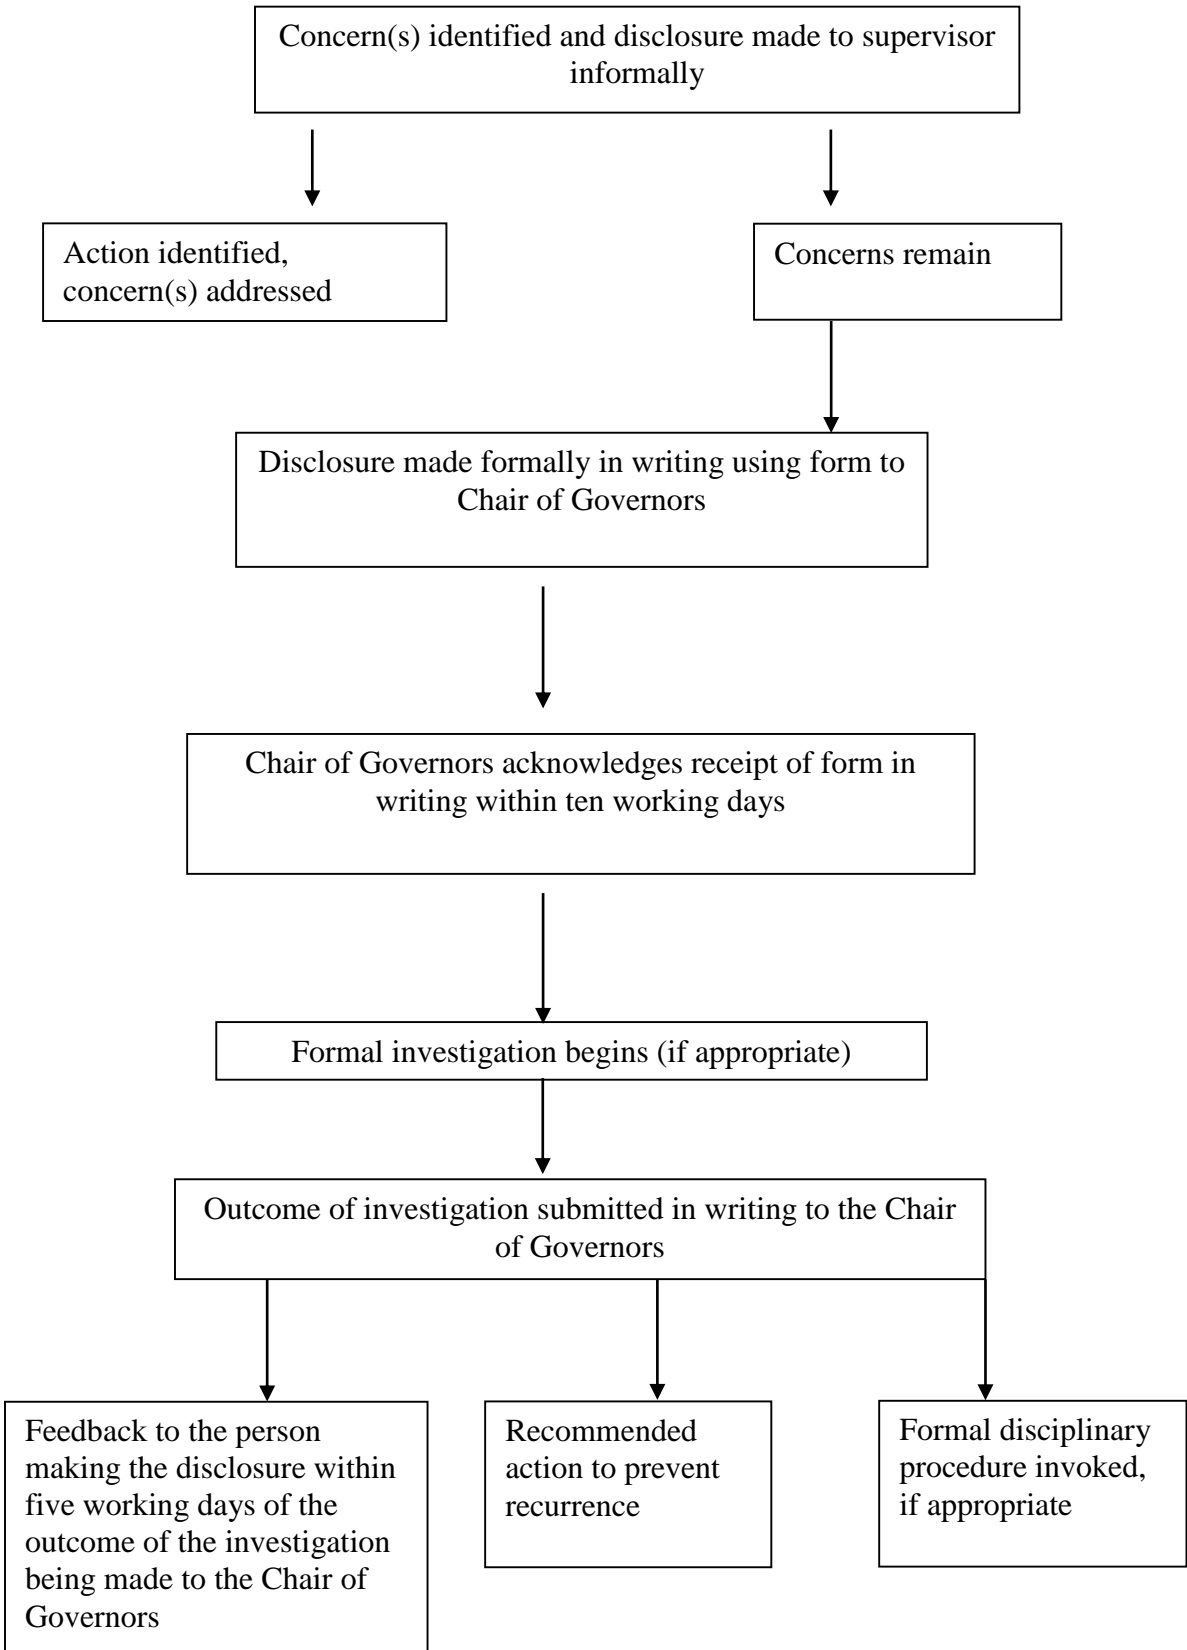 Concern(s) identified and disclosure made to supervisor
informally
Action identified,
concern(s) addressed
Concerns remain
Disclosure made formally in writing using form to
Chair of Governors
Chair of Governors acknowledges receipt of form in
writing within ten working days
Formal investigation begins (if appropriate)
Outcome of investigation submitted in writing to the Chair
of Governors
Feedback to the person
making the disclosure within
five working days of the
outcome of the investigation
being made to the Chair of
Governors
Recommended
action to prevent
recurrence
Formal disciplinary
procedure invoked,
if appropriate